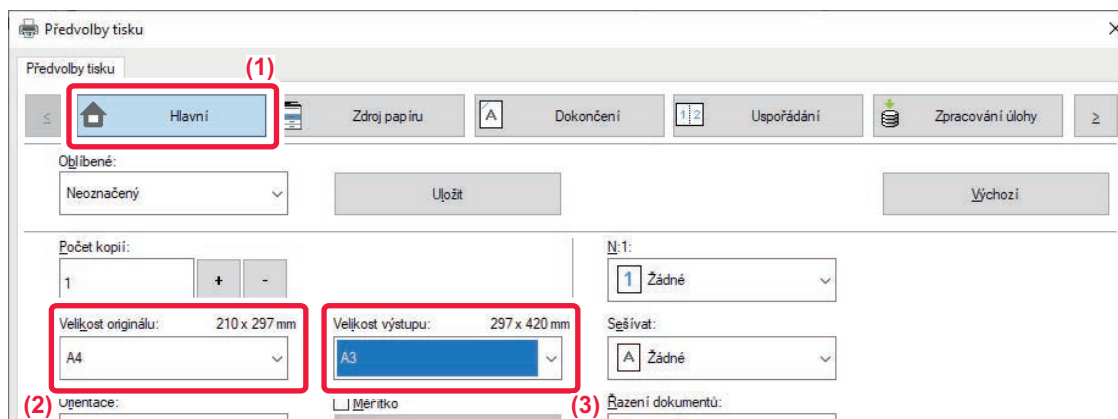 Předvolby tisku
Předvolby tisku
(1)
≤ Hlavní Zdroj papíru A Dokončení 1 2 Uspořádání Zpracování úlohy ≥
Oblíbené:
Neoznačený Uložit Výchozí
Počet kopií: N:1:
1 + - 1 Žádné
Velikost originálu: 210 x 297 mm Velikost výstupu: 297 x 420 mm Sešívat:
A4 A3 A Žádné
(2) Orientace: Měřítko (3) Řazení dokumentů: